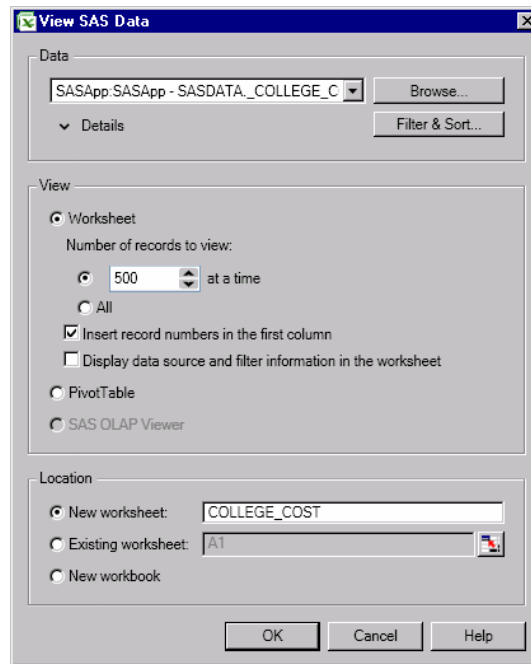 View SAS Data
Data
SASApp:SASApp - SASDATA._COLLEGE_C
Browse...
Details
Filter & Sort...
View
Worksheet
Number of records to view:
500 at a time
All
Insert record numbers in the first column
Display data source and filter information in the worksheet
PivotTable
SAS OLAP Viewer
Location
New worksheet: COLLEGE_COST
Existing worksheet: A1
New workbook
OK Cancel Help